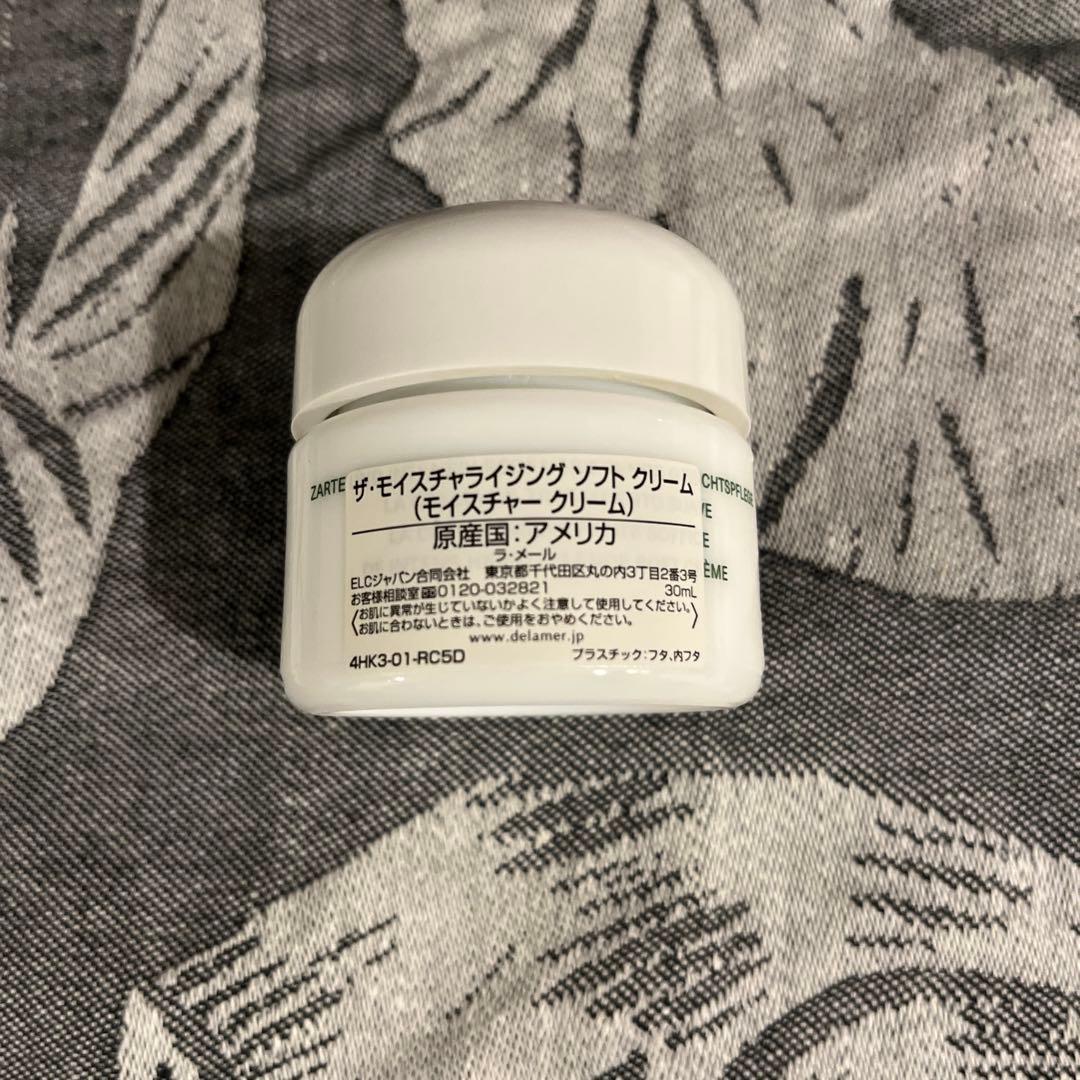 ZARTE
ザ・モイスチャライジング ソフト クリーム
CHTSPFLEGE
(モイスチャー クリーム)
VE
原産国:アメリカ
E
ラ・メール
ÈME
ELCジャパン合同会社 東京都千代田区丸の内3丁目2番3号
お客様相談室 0120-032821 30mL
〈お肌に異常が生じていないかよく注意して使用してください。
お肌に合わないときは、ご使用をおやめください。〉
www.delamer.jp
4HK3-01-RC5D プラスチック:フタ、内フタ